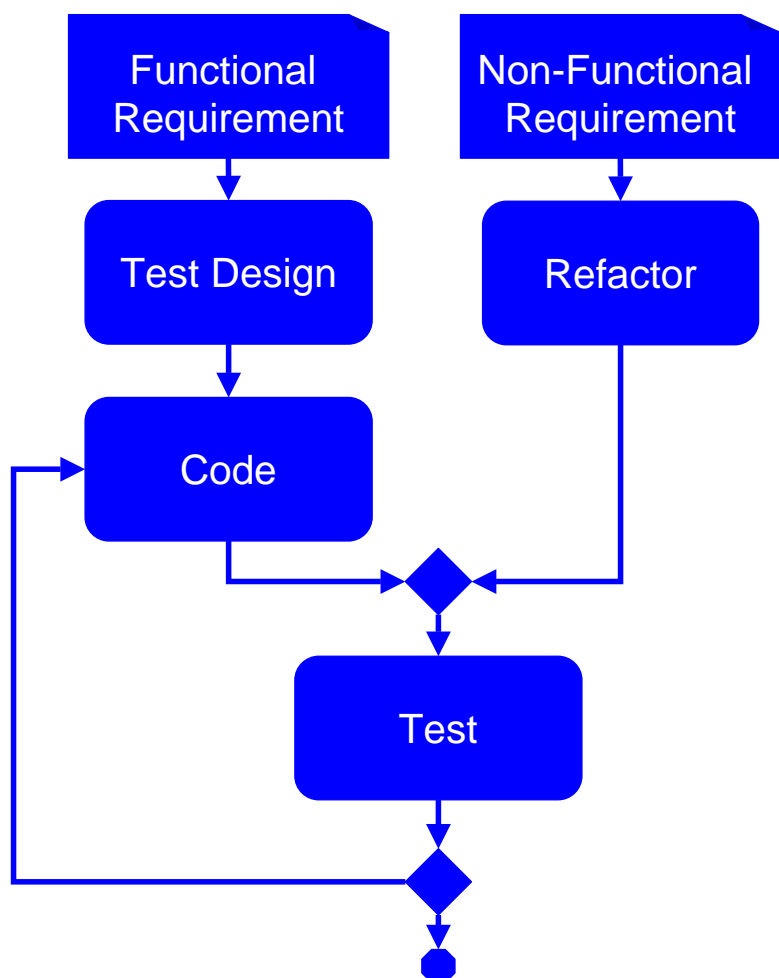 Functional
Requirement
Non-Functional
Requirement
Test Design
Refactor
Code
Test